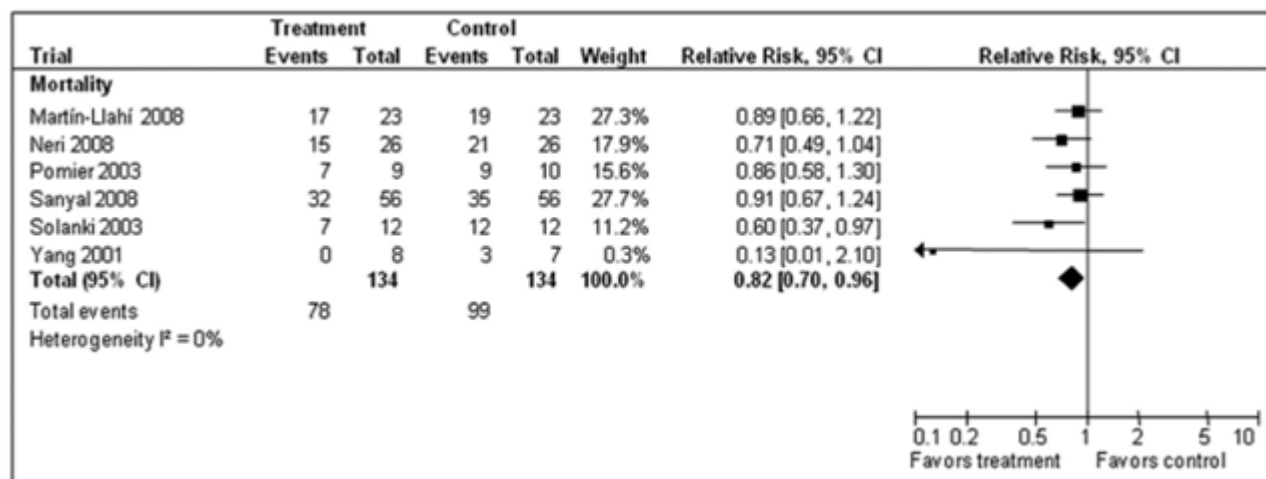 Treatment Control
Trial Events Total Events Total Weight Relative Risk, 95% CI Relative Risk, 95% CI
Mortality
Martín-Llahí 2008 17 23 19 23 27.3% 0.89 [0.66, 1.22]
Neri 2008 15 26 21 26 17.9% 0.71 [0.49, 1.04]
Pomier 2003 7 9 9 10 15.6% 0.86 [0.58, 1.30]
Sanyal 2008 32 56 35 56 27.7% 0.91 [0.67, 1.24]
Solanki 2003 7 12 12 12 11.2% 0.60 [0.37, 0.97]
Yang 2001 0 8 3 7 0.3% 0.13 [0.01, 2.10]
Total (95% CI) 134 134 100.0% 0.82 [0.70, 0.96]
Total events 78 99
Heterogeneity I² = 0%
0.1 0.2 0.5 1 2 5 10
Favors treatment Favors control